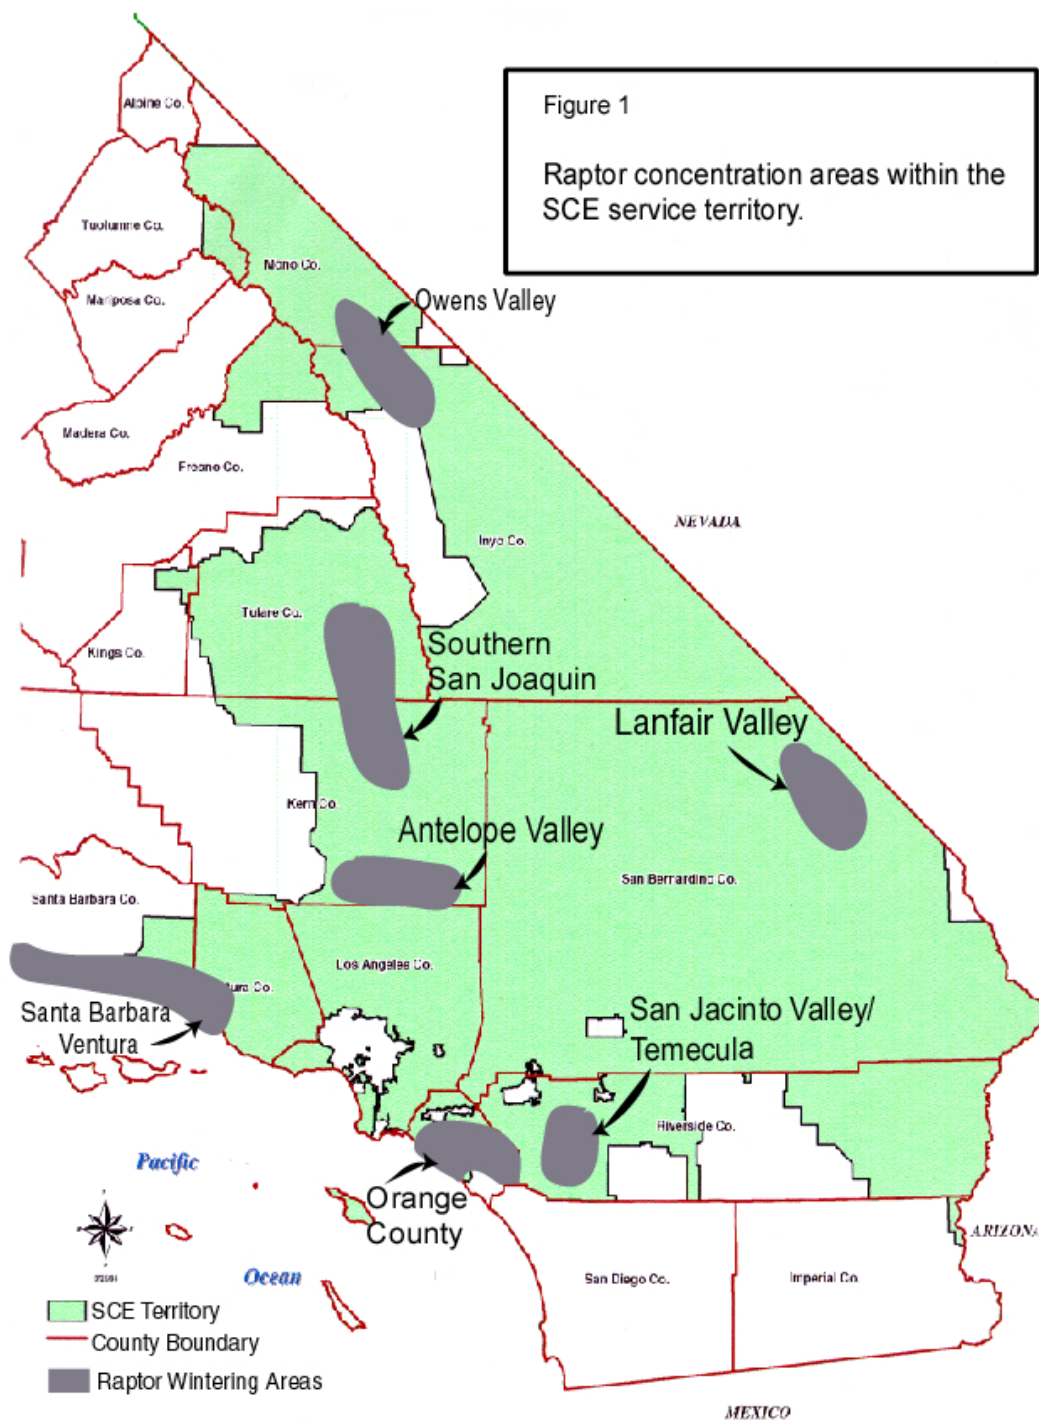 Figure 1
Raptor concentration areas within the
SCE service territory.
Alpine Co.
Tuolumne Co.
Mono Co.
Mariposa Co.
Owens Valley
Madera Co.
Fresno Co.
NEVADA
Inyo Co.
Tulare Co.
Kings Co.
Southern
San Joaquin
Lanfair Valley
Kern Co.
Antelope Valley
San Bernardino Co.
Santa Barbara Co.
Los Angeles Co.
tura Co.
Santa Barbara
Ventura
San Jacinto Valley/
Temecula
Riverside Co.
Pacific
Orange
County
ARIZONA
Ocean
San Diego Co.
Imperial Co.
SCE Territory
County Boundary
Raptor Wintering Areas
MEXICO